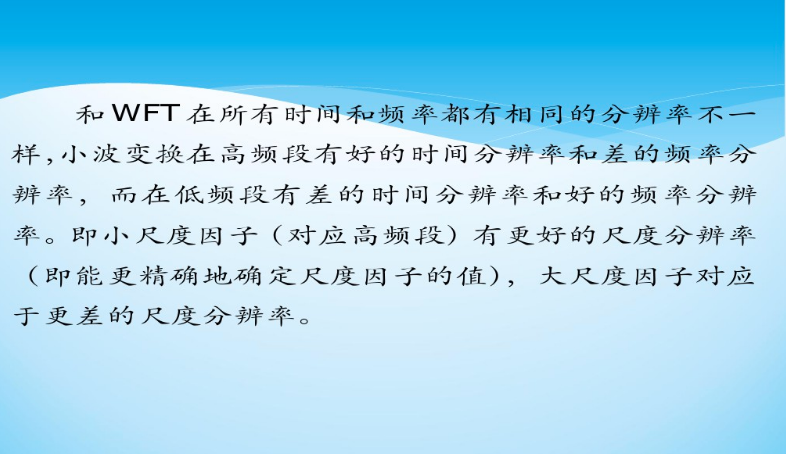 和WFT在所有时间和频率都有相同的分辨率不一
样,小波变换在高频段有好的时间分辨率和差的频率分
辨率，而在低频段有差的时间分辨率和好的频率分辨
率。即小尺度因子（对应高频段）有更好的尺度分辨率
（即能更精确地确定尺度因子的值），大尺度因子对应
于更差的尺度分辨率。